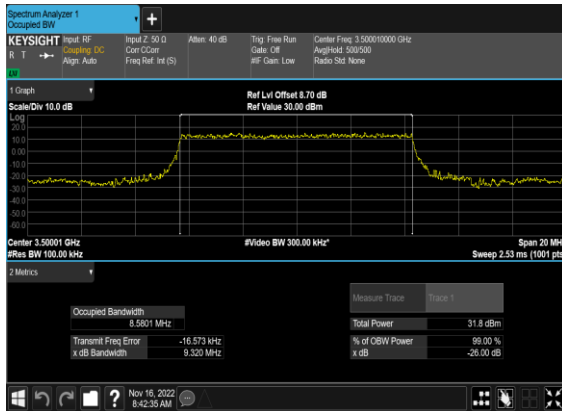 Spectrum Analyzer 1
Occupied BW
KEYSIGHT
R T
Input: RF
Coupling: DC
Align: Auto
Input Z: 50 Ω
Corr CCorr
Freq Ref: Int (S)
Atten: 40 dB
Trig: Free Run
Gate: Off
#IF Gain: Low
Center Freq: 3.500010000 GHz
Avg|Hold: 500/500
Radio Std: None
1 Graph
Scale/Div 10.0 dB
Ref Lvl Offset 8.70 dB
Ref Value 30.00 dBm
Log
20.0
10.0
0.00
-10.0
-20.0
-30.0
-40.0
-50.0
-60.0
Center 3.50001 GHz
#Video BW 300.00 kHz*
Span 20 MH
#Res BW 100.00 kHz
Sweep 2.53 ms (1001 pts
2 Metrics
Measure Trace
Trace 1
Occupied Bandwidth
8.5801 MHz
Total Power
31.8 dBm
Transmit Freq Error
-16.573 kHz
% of OBW Power
99.00 %
x dB Bandwidth
9.320 MHz
x dB
-26.00 dB
?
Nov 16, 2022
8:42:35 AM